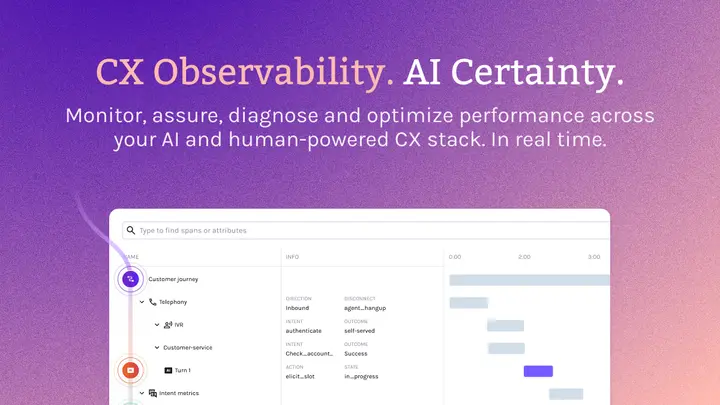 CX Observability. AI Certainty.
Monitor, assure, diagnose and optimize performance across
your AI and human-powered CX stack. In real time.
Type to find spans or attributes
NAME INFO 0:00 2:00 3:00
Customer journey
DIRECTION DISCONNECT
Telephony Inbound agent_hangup
INTENT OUTCOME
IVR authenticate self-served
INTENT OUTCOME
Customer-service Check_account_ Success
ACTION STATE
AI Turn 1 elicit_slot in_progress
Intent metrics